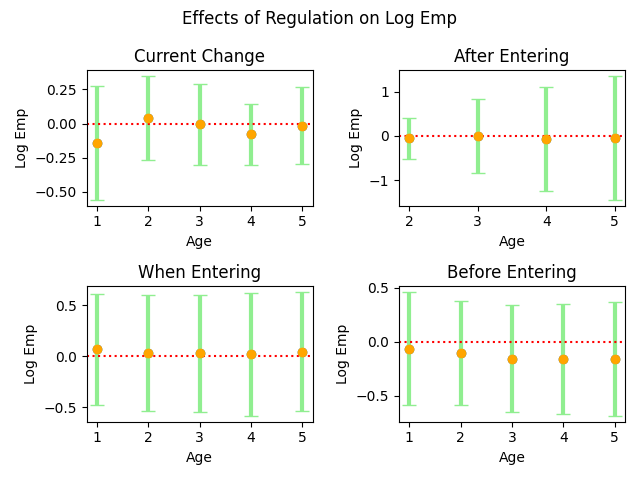 Effects of Regulation on Log Emp
Current Change
Log Emp
0.25
0.00
−0.25
−0.50
1 2 3 4 5
Age
After Entering
Log Emp
1
0
−1
2 3 4 5
Age
When Entering
Log Emp
0.5
0.0
−0.5
1 2 3 4 5
Age
Before Entering
Log Emp
0.5
0.0
−0.5
1 2 3 4 5
Age